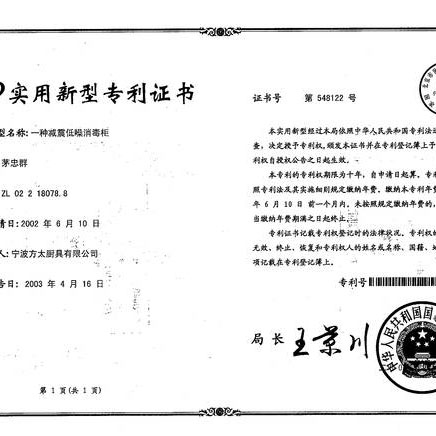 实用新型专利证书
型名称：一种减震低噪消毒柜
茅忠群
ZL 02 2 18078.8
请日：2002 年 6 月 10 日
人：宁波方太厨具有限公司
告日：2003 年 4 月 16 日
第 1 页(共 1 页)
证书号 第 548122 号
本实用新型经过本局依照中华人民共和国专利法
查，决定授予专利权，颁发本证书并在专利登记簿上予
利权自授权公告之日起生效。
本专利的专利权期限为十年，自申请日起算。专
照专利法及其实施细则规定缴纳年费。缴纳本专利年
年 6 月 10 日 前一个月内。未按照规定缴纳年费的，
当缴纳年费期满之日起终止。
专利证书记载专利权登记时的法律状况。专利权的
无效、终止、恢复和专利权人的姓名或名称、国籍、
项记载在专利登记簿上。
专利号
局长 王景川
中华人民共和国国